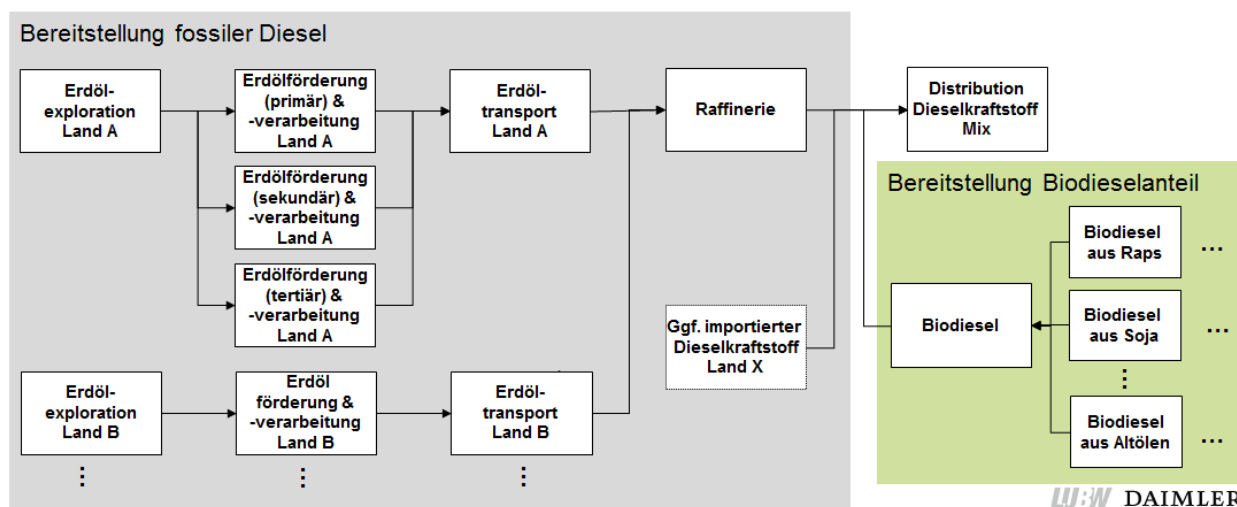 Bereitstellung fossiler Diesel
Erdöl-
exploration
Land A
Erdölförderung
(primär) &
-verarbeitung
Land A
Erdöl-
transport
Land A
Raffinerie
Distribution
Dieselkraftstoff
Mix
Erdölförderung
(sekundär) &
-verarbeitung
Land A
Erdölförderung
(tertiär) &
-verarbeitung
Land A
Ggf. importierter
Dieselkraftstoff
Land X
Erdöl-
exploration
Land B
Erdöl
förderung &
-verarbeitung
Land B
Erdöl-
transport
Land B
⋮
⋮
⋮
Bereitstellung Biodieselanteil
Biodiesel
Biodiesel
aus Raps
...
Biodiesel
aus Soja
...
⋮
Biodiesel
aus Altölen
...
LUBW DAIMLER